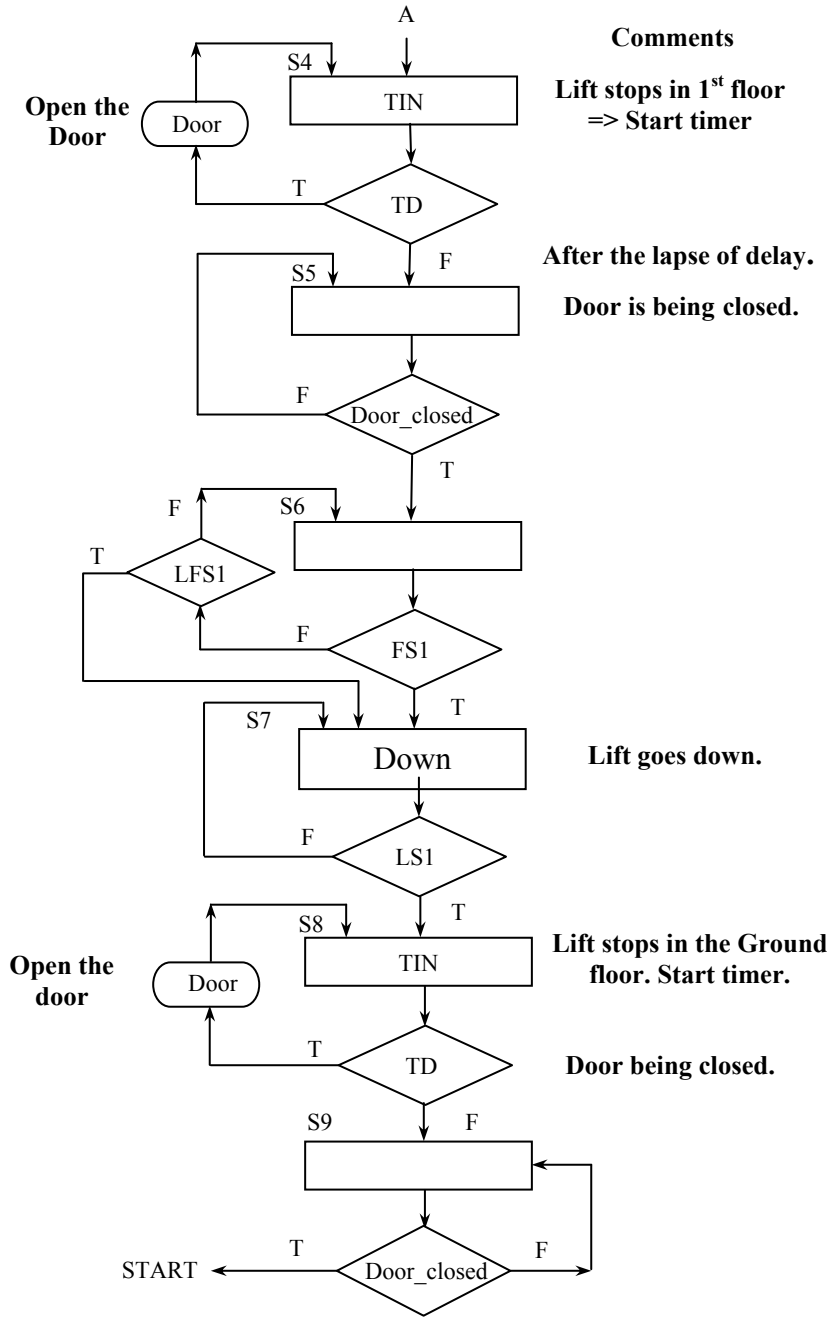 A
Comments
S4
TIN
Lift stops in 1st floor
=> Start timer
Open the
Door
Door
T
TD
F
After the lapse of delay.
S5
Door is being closed.
F
Door_closed
T
F
S6
T
LFS1
F
FS1
T
S7
Down
Lift goes down.
F
LS1
T
S8
TIN
Lift stops in the Ground
floor. Start timer.
Open the
door
Door
T
TD
Door being closed.
F
S9
T
F
START
Door_closed